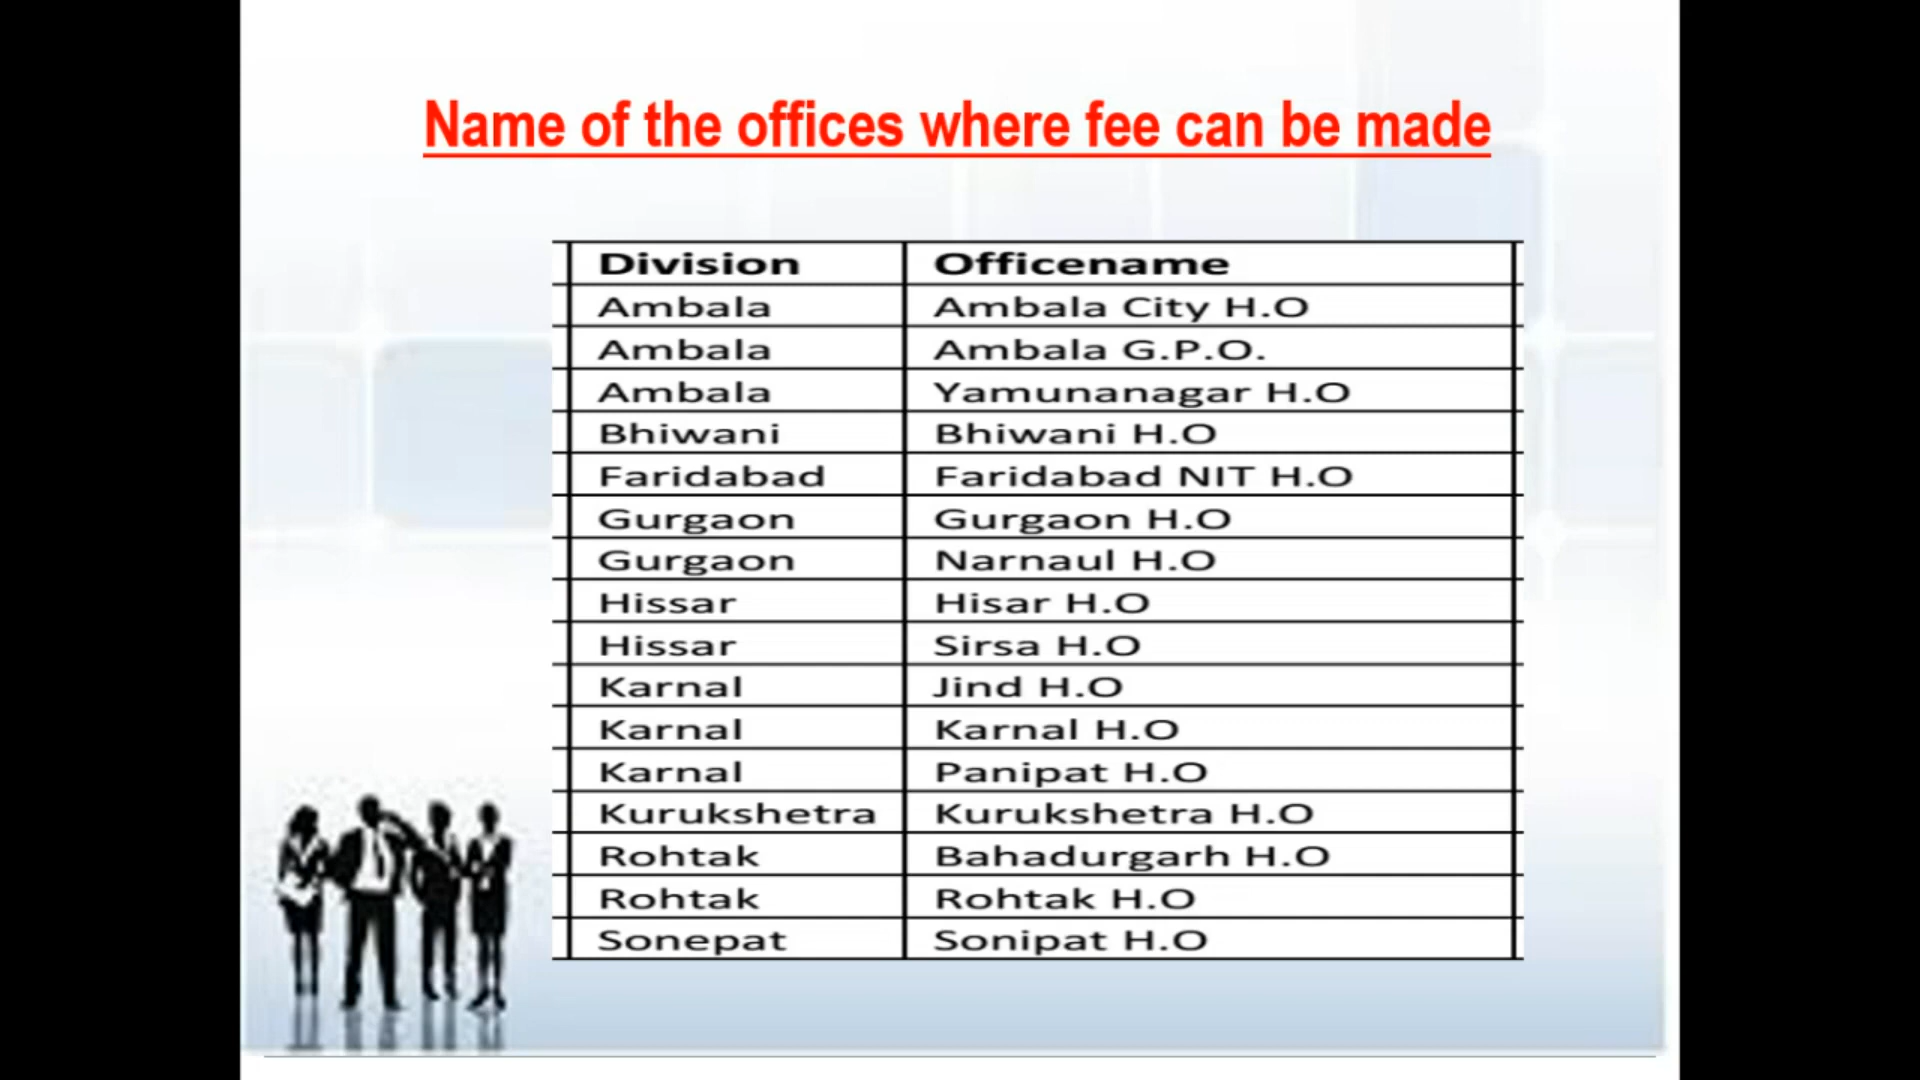 Name of the offices where fee can be made
Division Officename
Ambala Ambala City H.O
Ambala Ambala G.P.O.
Ambala Yamunanagar H.O
Bhiwani Bhiwani H.O
Faridabad Faridabad NIT H.O
Gurgaon Gurgaon H.O
Gurgaon Narnaul H.O
Hissar Hisar H.O
Hissar Sirsa H.O
Karnal Jind H.O
Karnal Karnal H.O
Karnal Panipat H.O
Kurukshetra Kurukshetra H.O
Rohtak Bahadurgarh H.O
Rohtak Rohtak H.O
Sonepat Sonipat H.O